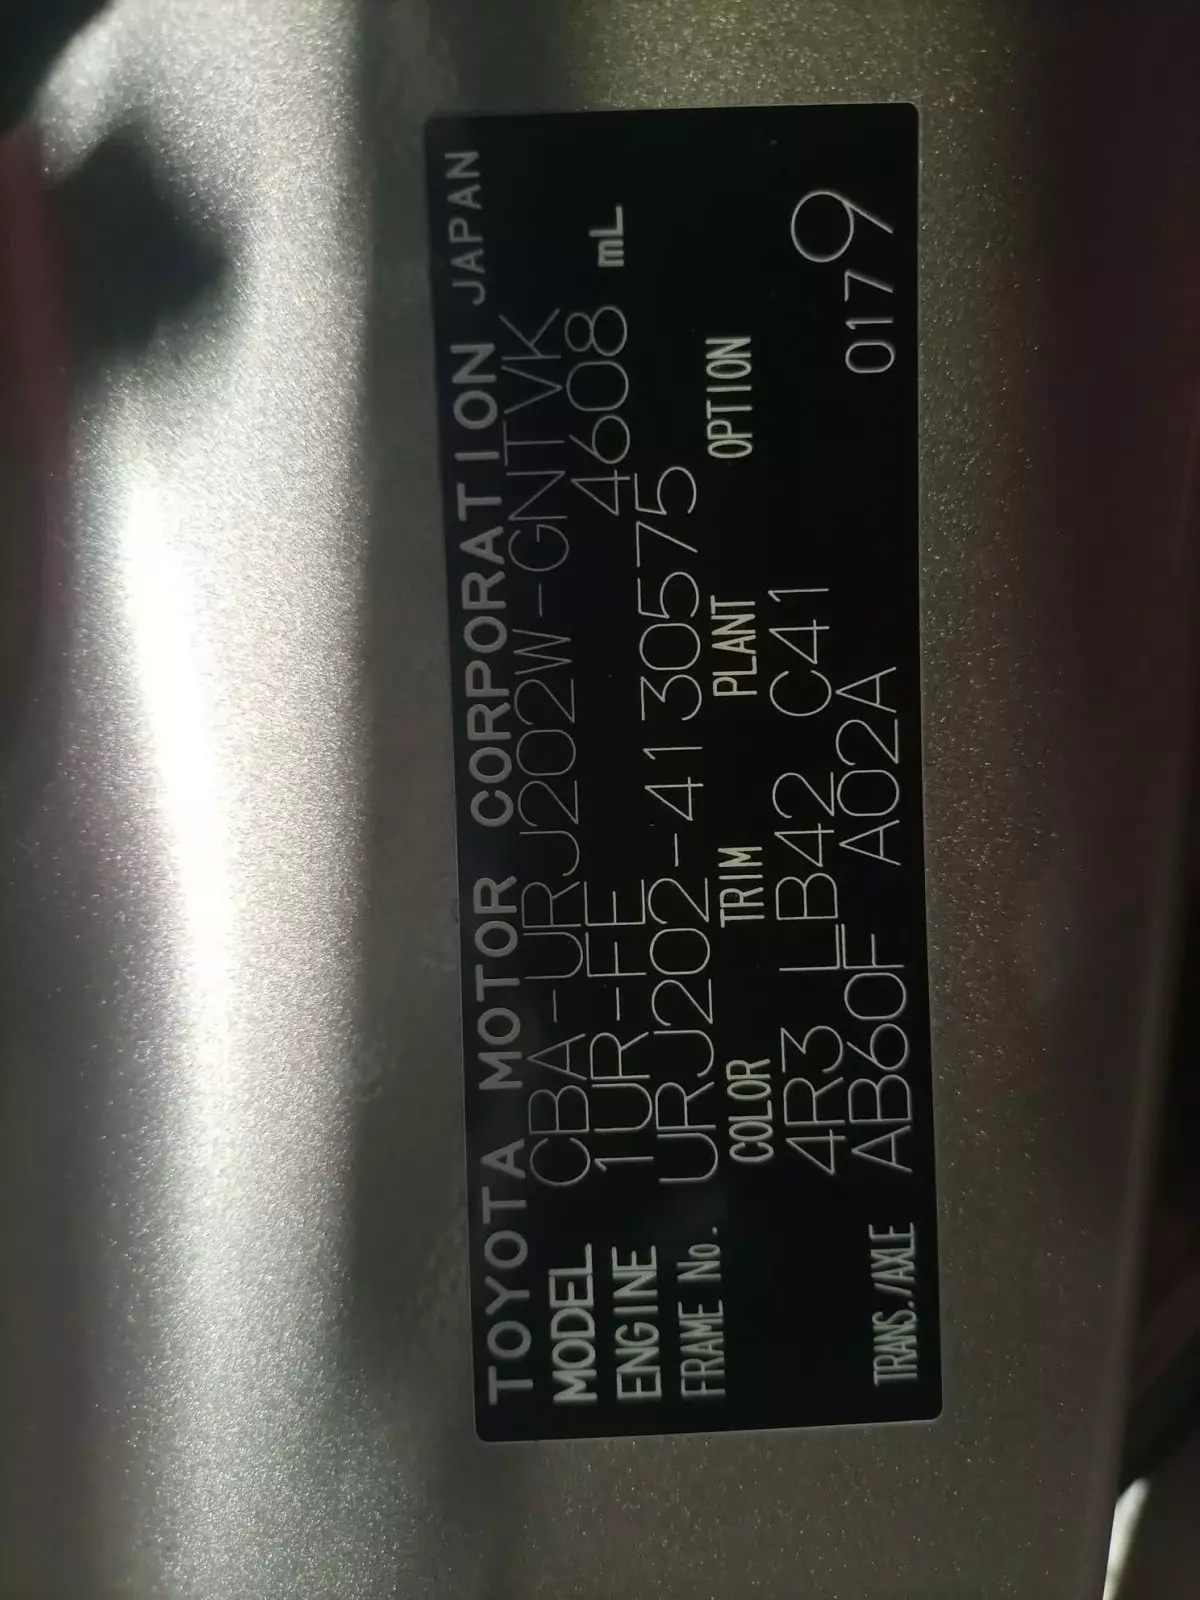 TOYOTA MOTOR CORPORATION JAPAN
MODEL CBA-URJ202W-GNTVK
ENGINE 1UR-FE 4608 mL
FRAME No. URJ202-4130575
COLOR TRIM PLANT OPTION
4R3 LB42 C41
TRANS./AXLE AB60F A02A 0179